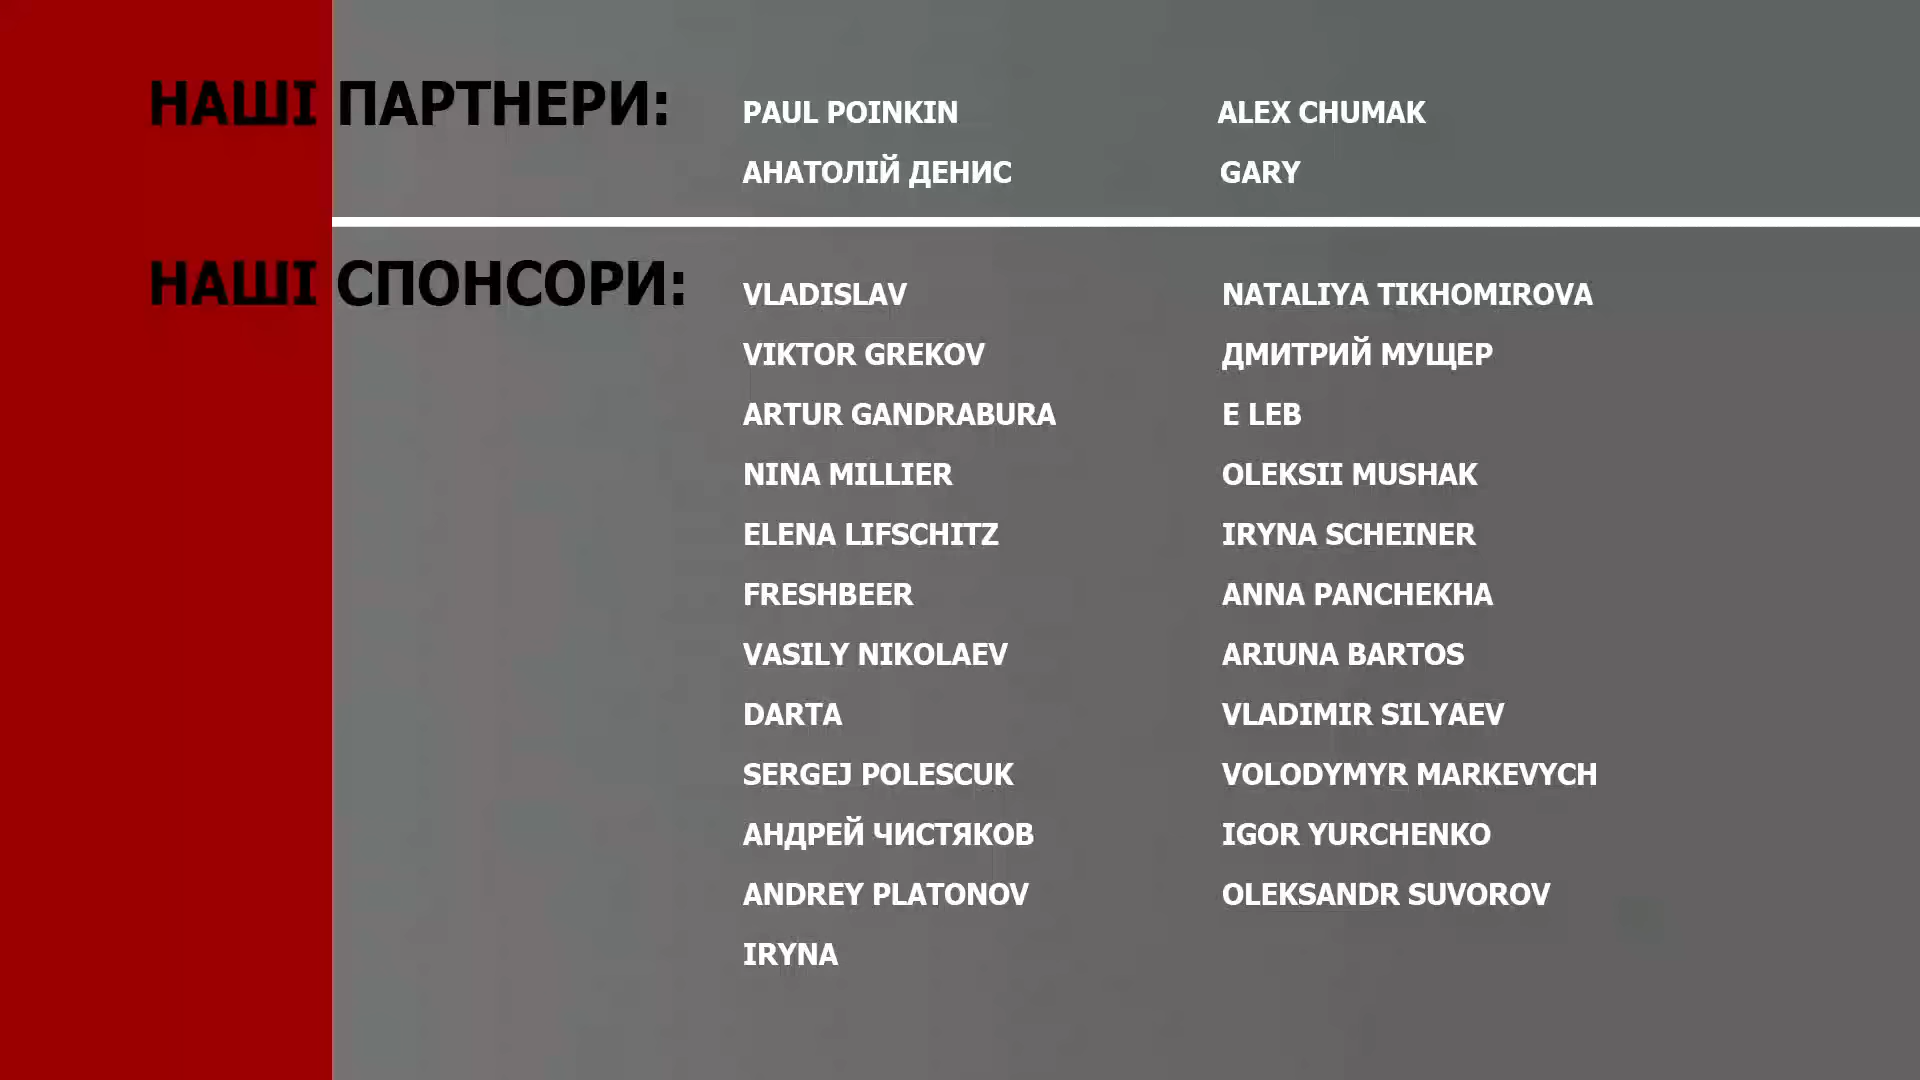 НАШІ ПАРТНЕРИ:
PAUL POINKIN
ALEX CHUMAK
АНАТОЛІЙ ДЕНИС
GARY
НАШІ СПОНСОРИ:
VLADISLAV
NATALIYA TIKHOMIROVA
VIKTOR GREKOV
ДМИТРИЙ МУЩЕР
ARTUR GANDRABURA
E LEB
NINA MILLIER
OLEKSII MUSHAK
ELENA LIFSCHITZ
IRYNA SCHEINER
FRESHBEER
ANNA PANCHEKHA
VASILY NIKOLAEV
ARIUNA BARTOS
DARTA
VLADIMIR SILYAEV
SERGEJ POLESCUK
VOLODYMYR MARKEVYCH
АНДРЕЙ ЧИСТЯКОВ
IGOR YURCHENKO
ANDREY PLATONOV
OLEKSANDR SUVOROV
IRYNA